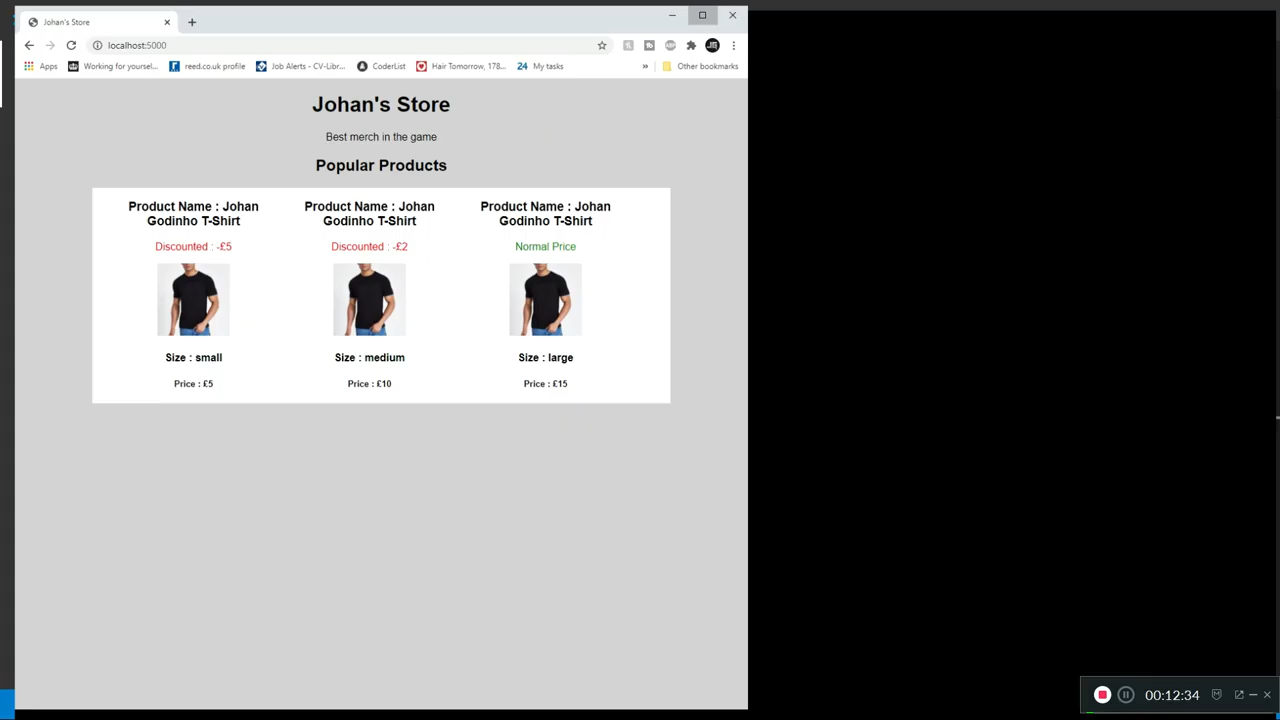 Johan's Store
localhost:5000
Apps
Working for yoursel...
reed.co.uk profile
Job Alerts - CV-Libr...
CoderList
Hair Tomorrow, 178...
24 My tasks
»
Other bookmarks
Johan's Store
Best merch in the game
Popular Products
Product Name : Johan
Godinho T-Shirt
Discounted : -£5
Size : small
Price : £5
Product Name : Johan
Godinho T-Shirt
Discounted : -£2
Size : medium
Price : £10
Product Name : Johan
Godinho T-Shirt
Normal Price
Size : large
Price : £15
00:12:34